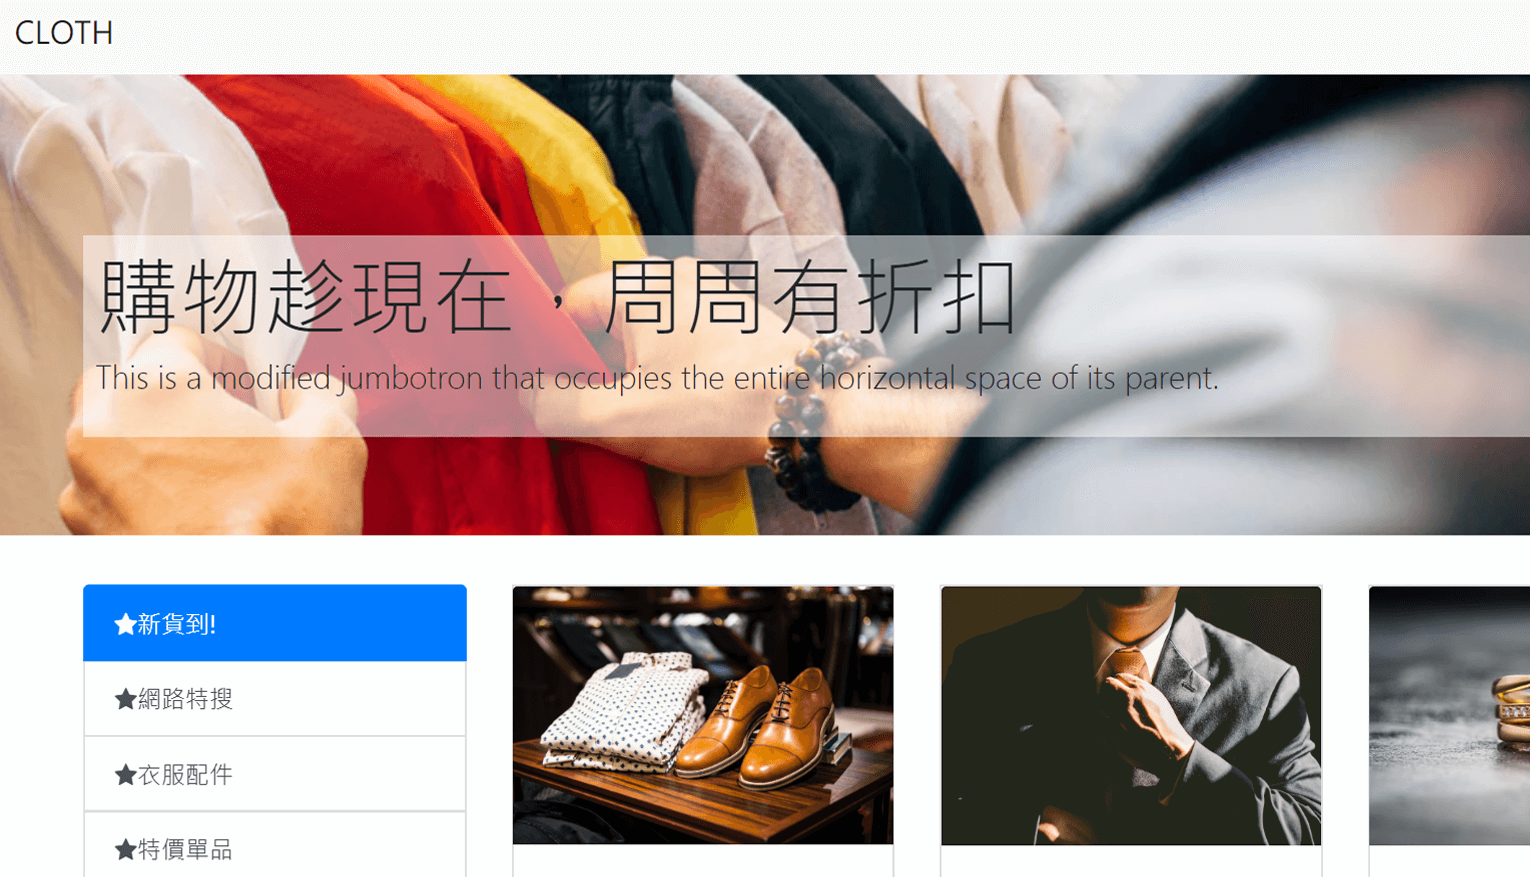 CLOTH
購物趁現在，周周有折扣
This is a modified jumbotron that occupies the entire horizontal space of its parent.
新貨到!
網路特搜
衣服配件
特價單品